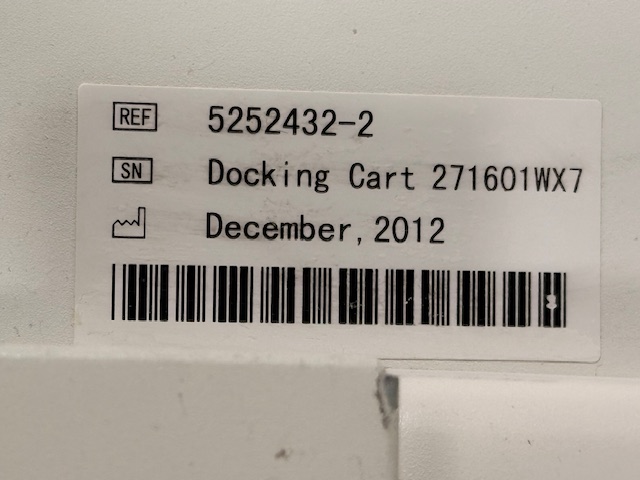 REF 5252432-2
SN Docking Cart 271601WX7
December, 2012